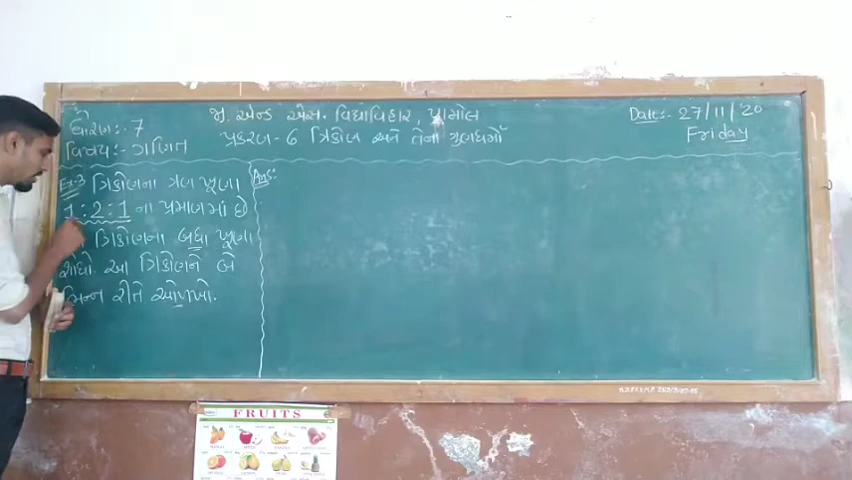 ધોરણ:- 7
જી. એન્ડ એસ. વિદ્યાવિહાર, પામોલ
Date:- 27/11/'20
વિષય:- ગણિત
પ્રકરણ-6 ત્રિકોણ અને તેના ગુણધર્મો
Friday
Ex-3 ત્રિકોણના ત્રણ ખૂણા
Ans:
1:2:1 ના પ્રમાણમાં છે
ત્રિકોણના બધા ખૂણા
શોધો. આ ત્રિકોણને બે
ભિન્ન રીતે ઓળખો.
FRUITS